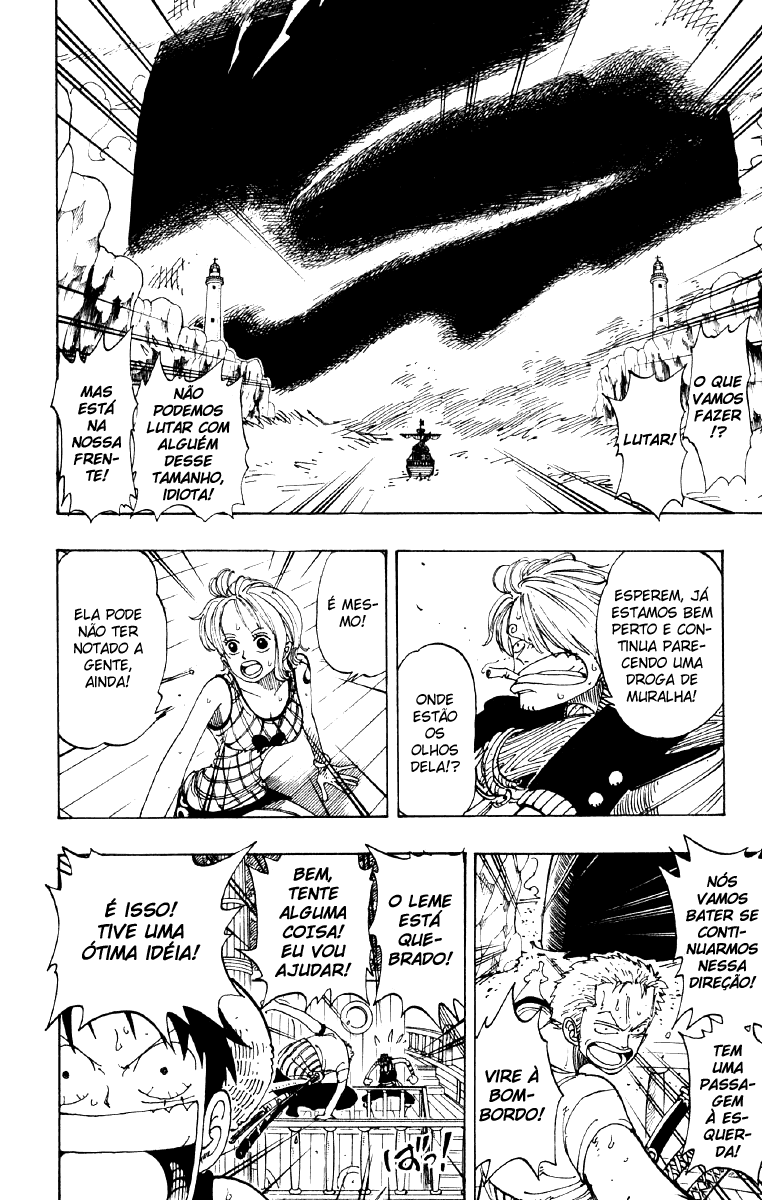 O QUE
VAMOS
FAZER
!?
LUTAR!
NÃO
PODEMOS
LUTAR COM
ALGUÉM
DESSE
TAMANHO,
IDIOTA!
MAS
ESTÁ
NA
NOSSA
FREN-
TE!
ESPEREM, JÁ
ESTAMOS BEM
PERTO E CON-
TINUA PARE-
CENDO UMA
DROGA DE
MURALHA!
ONDE
ESTÃO
OS
OLHOS
DELA!?
É MES-
MO!
ELA PODE
NÃO TER
NOTADO A
GENTE,
AINDA!
NÓS
VAMOS
BATER SE
CONTI-
NUARMOS
NESSA
DIREÇÃO!
TEM
UMA
PASSA-
GEM
À ES-
QUER-
DA!
VIRE À
BOM-
BORDO!
O LEME
ESTÁ
QUE-
BRADO!
BEM,
TENTE
ALGUMA
COISA!
EU VOU
AJUDAR!
ばっ!
É ISSO!
TIVE UMA
ÓTIMA IDÉIA!